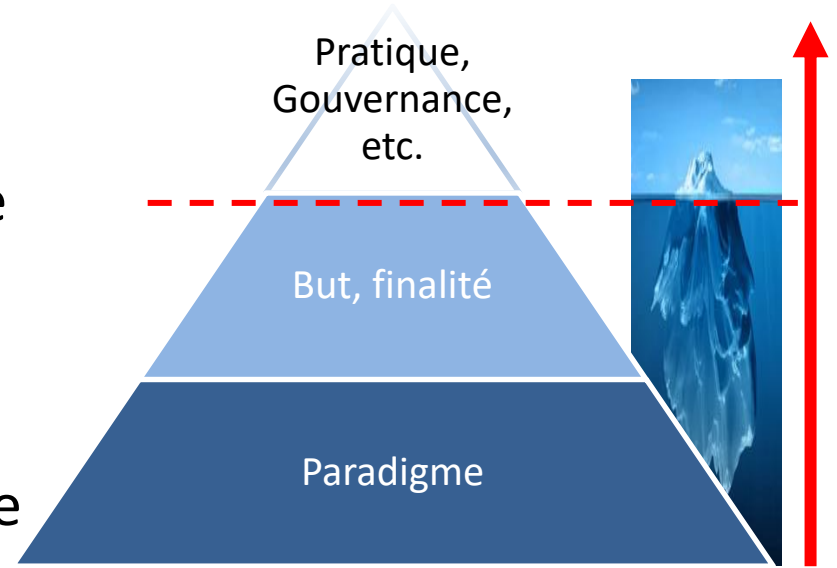 Pratique,
Gouvernance,
etc.
e
But, finalité
Paradigme
e